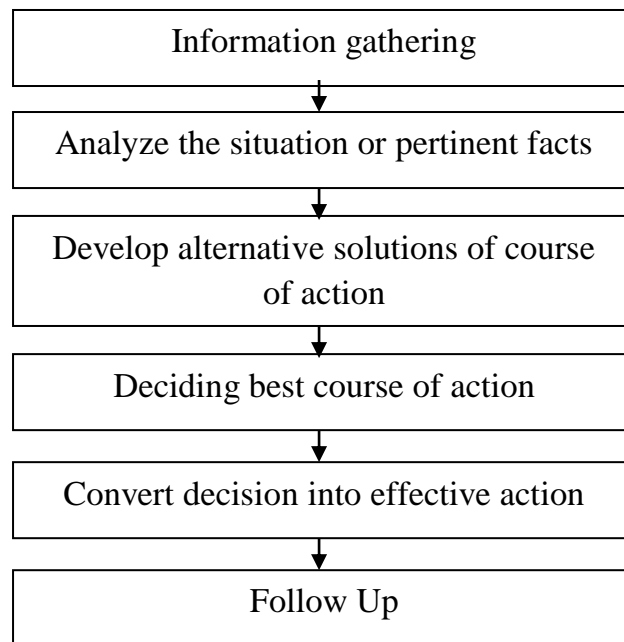 Information gathering
Analyze the situation or pertinent facts
Develop alternative solutions of course
of action
Deciding best course of action
Convert decision into effective action
Follow Up